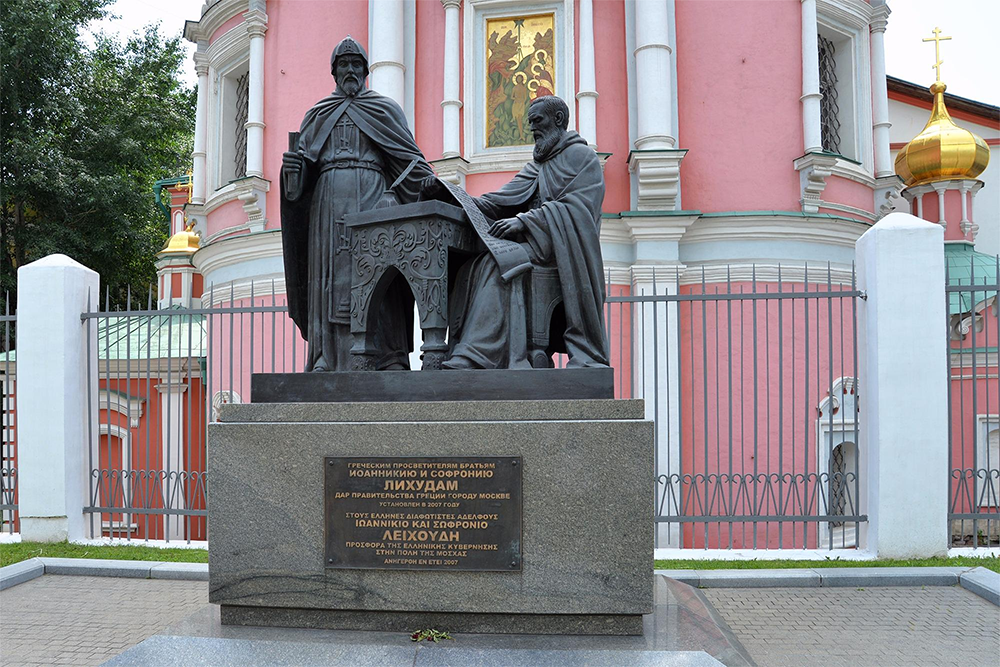 ГРЕЧЕСКИМ ПРОСВЕТИТЕЛЯМ БРАТЬЯМ
ИОАННИКИЮ И СОФРОНИЮ
ЛИХУДАМ
ДАР ПРАВИТЕЛЬСТВА ГРЕЦИИ ГОРОДУ МОСКВЕ
УСТАНОВЛЕН В 2007 ГОДУ
ΣΤΟΥΣ ΕΛΛΗΝΕΣ ΔΙΑΦΩΤΙΣΤΕΣ ΑΔΕΛΦΟΥΣ
ΙΩΑΝΝΙΚΙΟ ΚΑΙ ΣΩΦΡΟΝΙΟ
ΛΕΙΧΟΥΔΗ
ΠΡΟΣΦΟΡΑ ΤΗΣ ΕΛΛΗΝΙΚΗΣ ΚΥΒΕΡΝΗΣΗΣ
ΣΤΗΝ ΠΟΛΗ ΤΗΣ ΜΟΣΧΑΣ
ΑΝΗΓΕΡΘΗ ΕΝ ΕΤΕΙ 2007